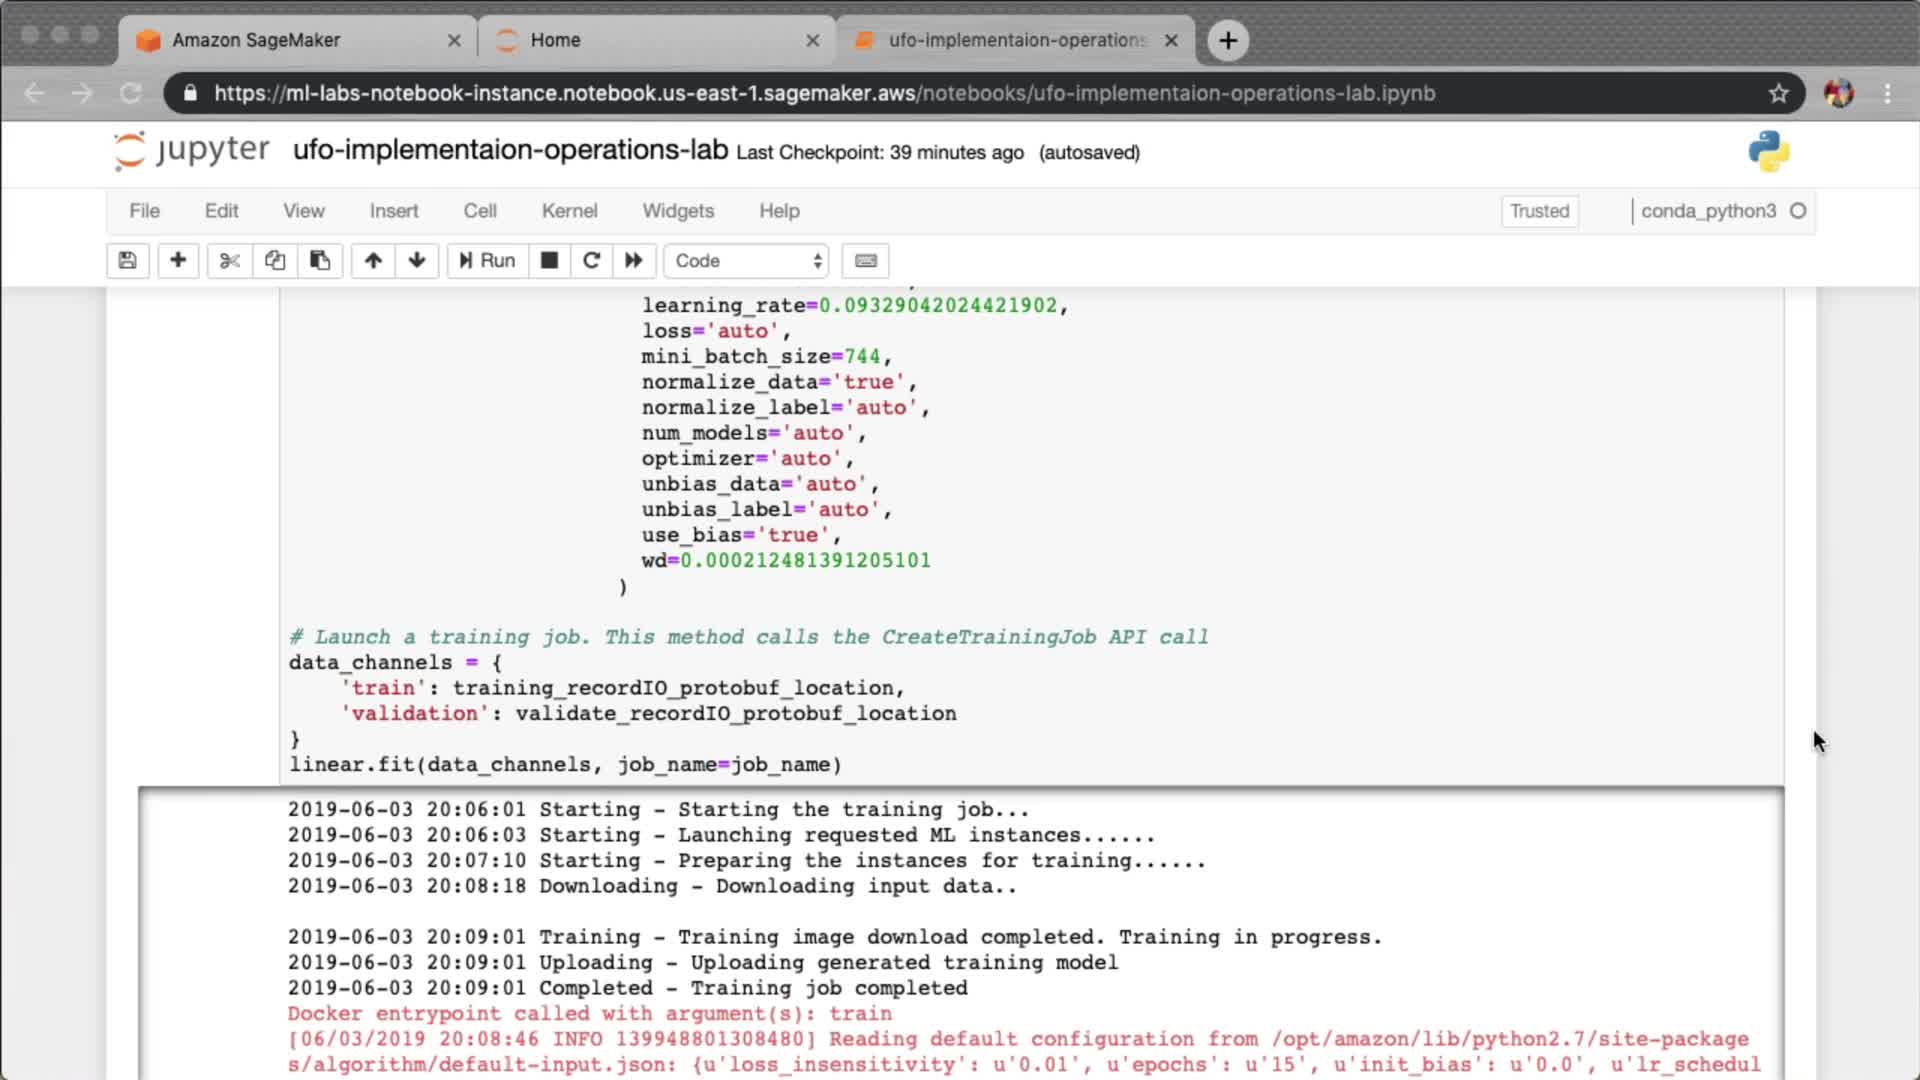 Amazon SageMaker
Home
ufo-implementaion-operations
https://ml-labs-notebook-instance.notebook.us-east-1.sagemaker.aws/notebooks/ufo-implementaion-operations-lab.ipynb
jupyter ufo-implementaion-operations-lab Last Checkpoint: 39 minutes ago (autosaved)
File Edit View Insert Cell Kernel Widgets Help Trusted conda_python3
Run Code
learning_rate=0.09329042024421902,
loss='auto',
mini_batch_size=744,
normalize_data='true',
normalize_label='auto',
num_models='auto',
optimizer='auto',
unbias_data='auto',
unbias_label='auto',
use_bias='true',
wd=0.000212481391205101
)
# Launch a training job. This method calls the CreateTrainingJob API call
data_channels = {
'train': training_recordIO_protobuf_location,
'validation': validate_recordIO_protobuf_location
}
linear.fit(data_channels, job_name=job_name)
2019-06-03 20:06:01 Starting - Starting the training job...
2019-06-03 20:06:03 Starting - Launching requested ML instances......
2019-06-03 20:07:10 Starting - Preparing the instances for training......
2019-06-03 20:08:18 Downloading - Downloading input data..
2019-06-03 20:09:01 Training - Training image download completed. Training in progress.
2019-06-03 20:09:01 Uploading - Uploading generated training model
2019-06-03 20:09:01 Completed - Training job completed
Docker entrypoint called with argument(s): train
[06/03/2019 20:08:46 INFO 139948801308480] Reading default configuration from /opt/amazon/lib/python2.7/site-package
s/algorithm/default-input.json: {u'loss_insensitivity': u'0.01', u'epochs': u'15', u'init_bias': u'0.0', u'lr_schedul